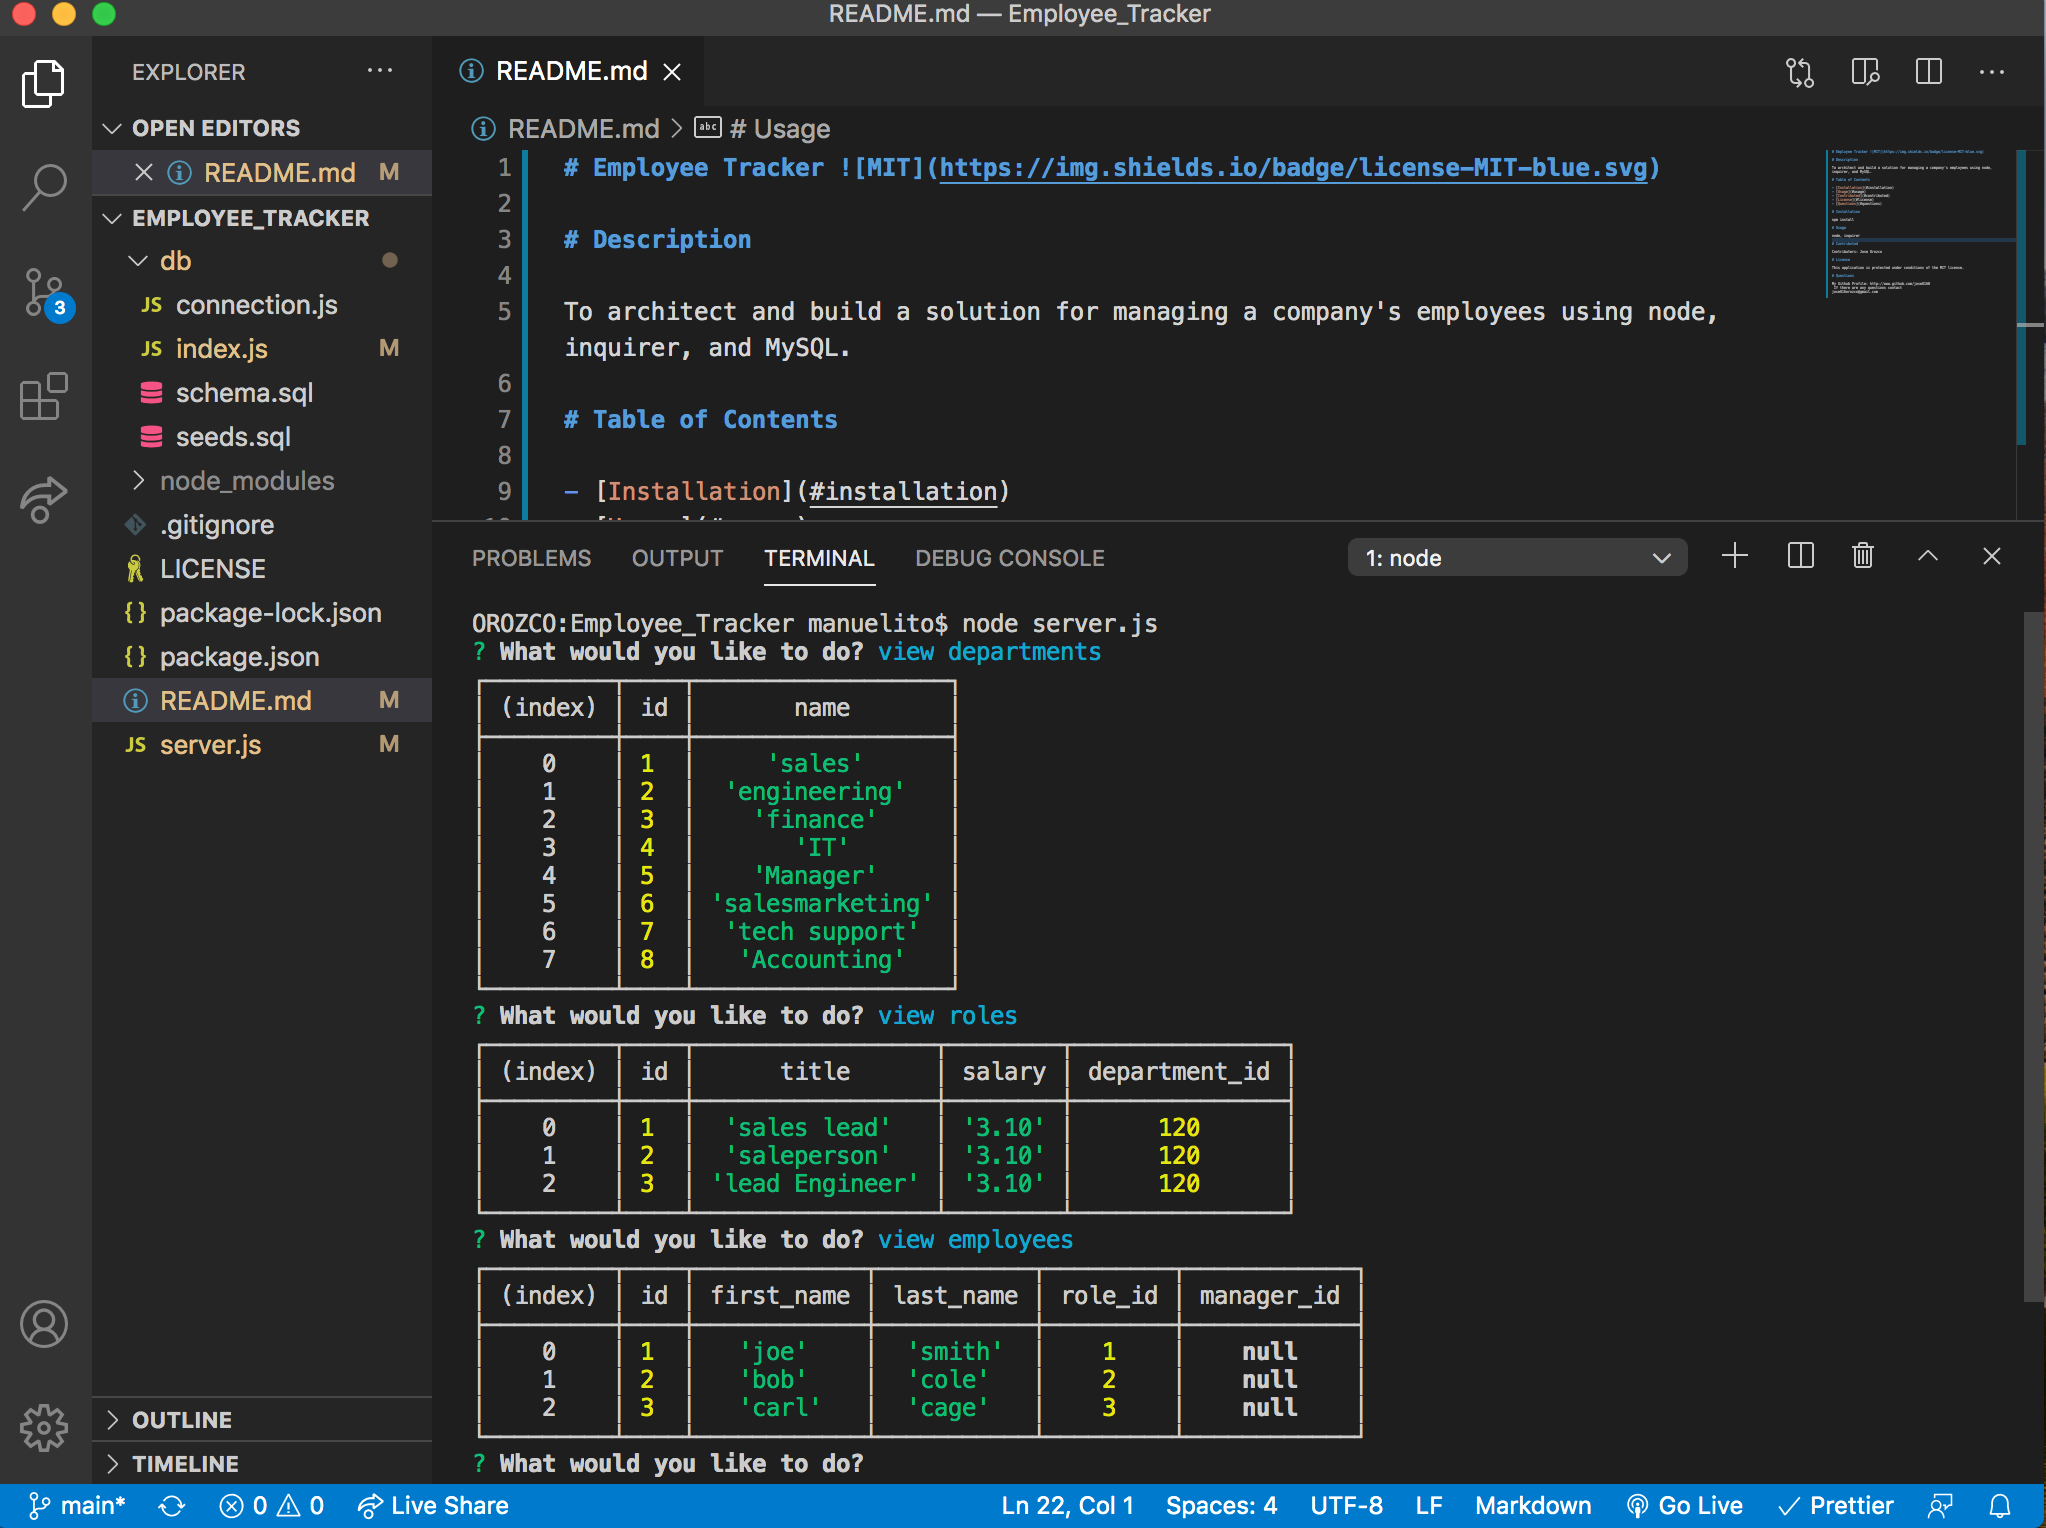 README.md — Employee_Tracker
EXPLORER
OPEN EDITORS
README.md M
EMPLOYEE_TRACKER
db
JS connection.js
JS index.js M
schema.sql
seeds.sql
node_modules
.gitignore
LICENSE
{} package-lock.json
{} package.json
README.md M
JS server.js M
OUTLINE
TIMELINE
3
README.md
README.md > abc # Usage
1 # Employee Tracker ![MIT](https://img.shields.io/badge/license-MIT-blue.svg)
2
3 # Description
4
5 To architect and build a solution for managing a company's employees using node,
inquirer, and MySQL.
6
7 # Table of Contents
8
9 - [Installation](#installation)
PROBLEMS OUTPUT TERMINAL DEBUG CONSOLE 1: node
OROZCO:Employee_Tracker manuelito$ node server.js
? What would you like to do? view departments
(index) id name
0 1 'sales'
1 2 'engineering'
2 3 'finance'
3 4 'IT'
4 5 'Manager'
5 6 'salesmarketing'
6 7 'tech support'
7 8 'Accounting'
? What would you like to do? view roles
(index) id title salary department_id
0 1 'sales lead' '3.10' 120
1 2 'saleperson' '3.10' 120
2 3 'lead Engineer' '3.10' 120
? What would you like to do? view employees
(index) id first_name last_name role_id manager_id
0 1 'joe' 'smith' 1 null
1 2 'bob' 'cole' 2 null
2 3 'carl' 'cage' 3 null
? What would you like to do?
main* 0 0 Live Share Ln 22, Col 1 Spaces: 4 UTF-8 LF Markdown Go Live Prettier